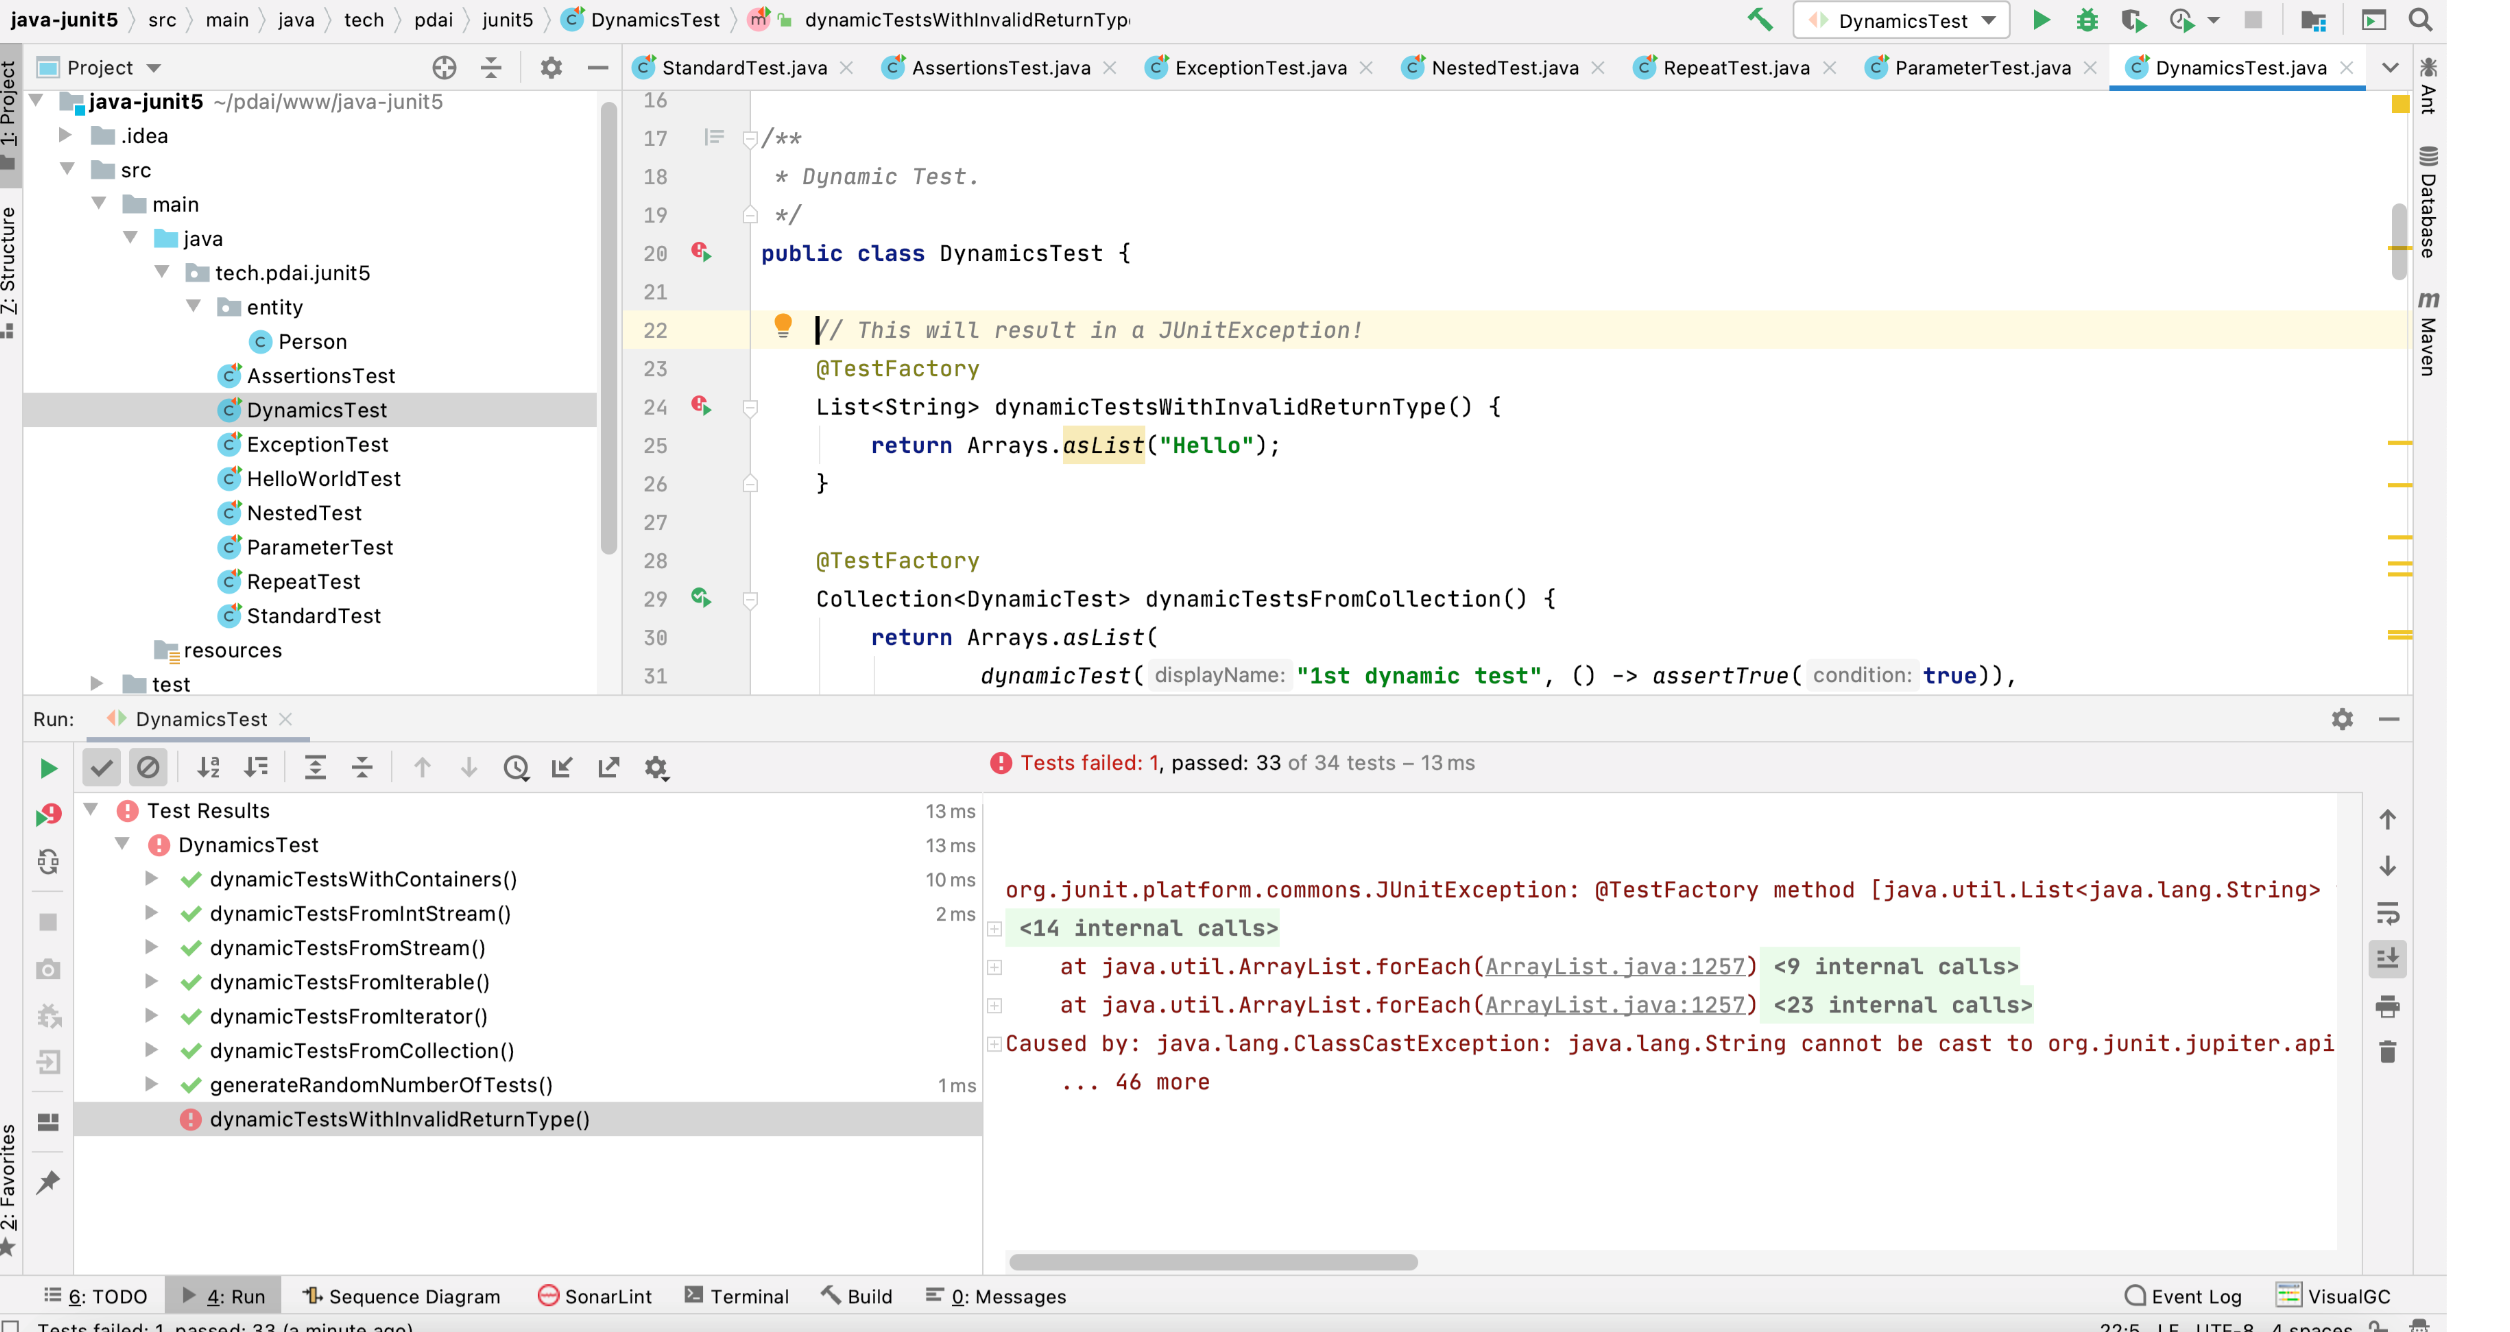 java-junit5 src main java tech pdai junit5 DynamicsTest dynamicTestsWithInvalidReturnTyp
DynamicsTest
Project
StandardTest.java AssertionsTest.java ExceptionTest.java NestedTest.java RepeatTest.java ParameterTest.java DynamicsTest.java
1: Project
7: Structure
2: Favorites
Ant
Database
Maven
java-junit5 ~/pdai/www/java-junit5
.idea
src
main
java
tech.pdai.junit5
entity
Person
AssertionsTest
DynamicsTest
ExceptionTest
HelloWorldTest
NestedTest
ParameterTest
RepeatTest
StandardTest
resources
test
16
17 /**
18 * Dynamic Test.
19 */
20 public class DynamicsTest {
21
22 // This will result in a JUnitException!
23 @TestFactory
24 List<String> dynamicTestsWithInvalidReturnType() {
25 return Arrays.asList("Hello");
26 }
27
28 @TestFactory
29 Collection<DynamicTest> dynamicTestsFromCollection() {
30 return Arrays.asList(
31 dynamicTest( displayName: "1st dynamic test", () -> assertTrue( condition: true)),
Run: DynamicsTest
Tests failed: 1, passed: 33 of 34 tests – 13 ms
Test Results 13 ms
DynamicsTest 13 ms
dynamicTestsWithContainers() 10 ms
dynamicTestsFromIntStream() 2 ms
dynamicTestsFromStream()
dynamicTestsFromIterable()
dynamicTestsFromIterator()
dynamicTestsFromCollection()
generateRandomNumberOfTests() 1 ms
dynamicTestsWithInvalidReturnType()
org.junit.platform.commons.JUnitException: @TestFactory method [java.util.List<java.lang.String>
<14 internal calls>
at java.util.ArrayList.forEach(ArrayList.java:1257) <9 internal calls>
at java.util.ArrayList.forEach(ArrayList.java:1257) <23 internal calls>
Caused by: java.lang.ClassCastException: java.lang.String cannot be cast to org.junit.jupiter.api
... 46 more
6: TODO 4: Run Sequence Diagram SonarLint Terminal Build 0: Messages Event Log VisualGC
Tests failed: 1, passed: 33 (a minute ago) 22:5 LF UTF-8 4 spaces